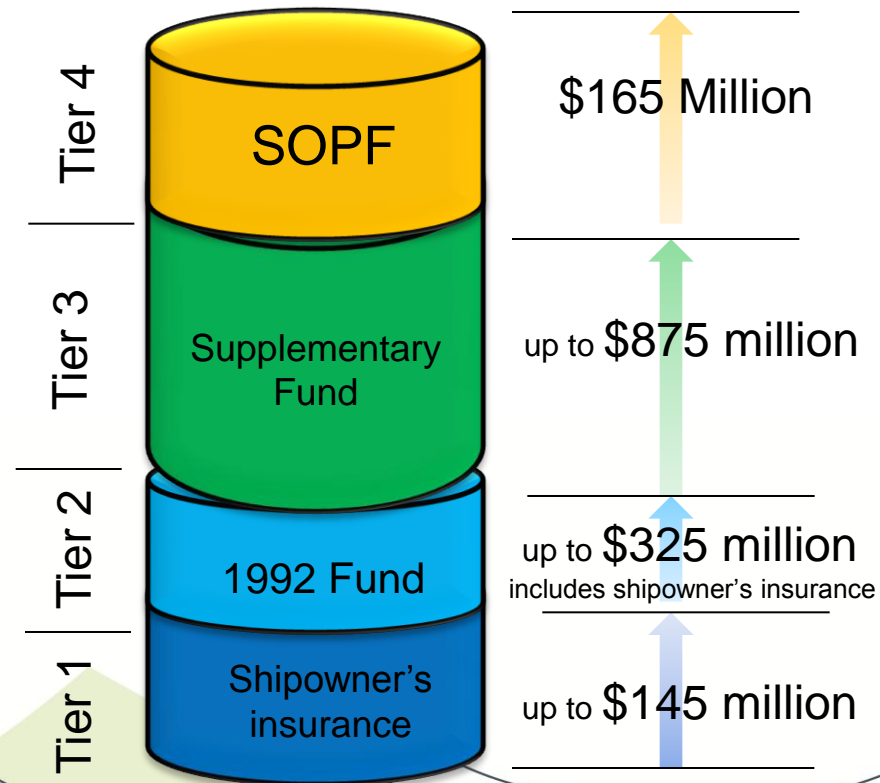 Tier 4
SOPF
$165 Million
Tier 3
Supplementary
Fund
up to $875 million
Tier 2
1992 Fund
up to $325 million
includes shipowner’s insurance
Tier 1
Shipowner’s
insurance
up to $145 million